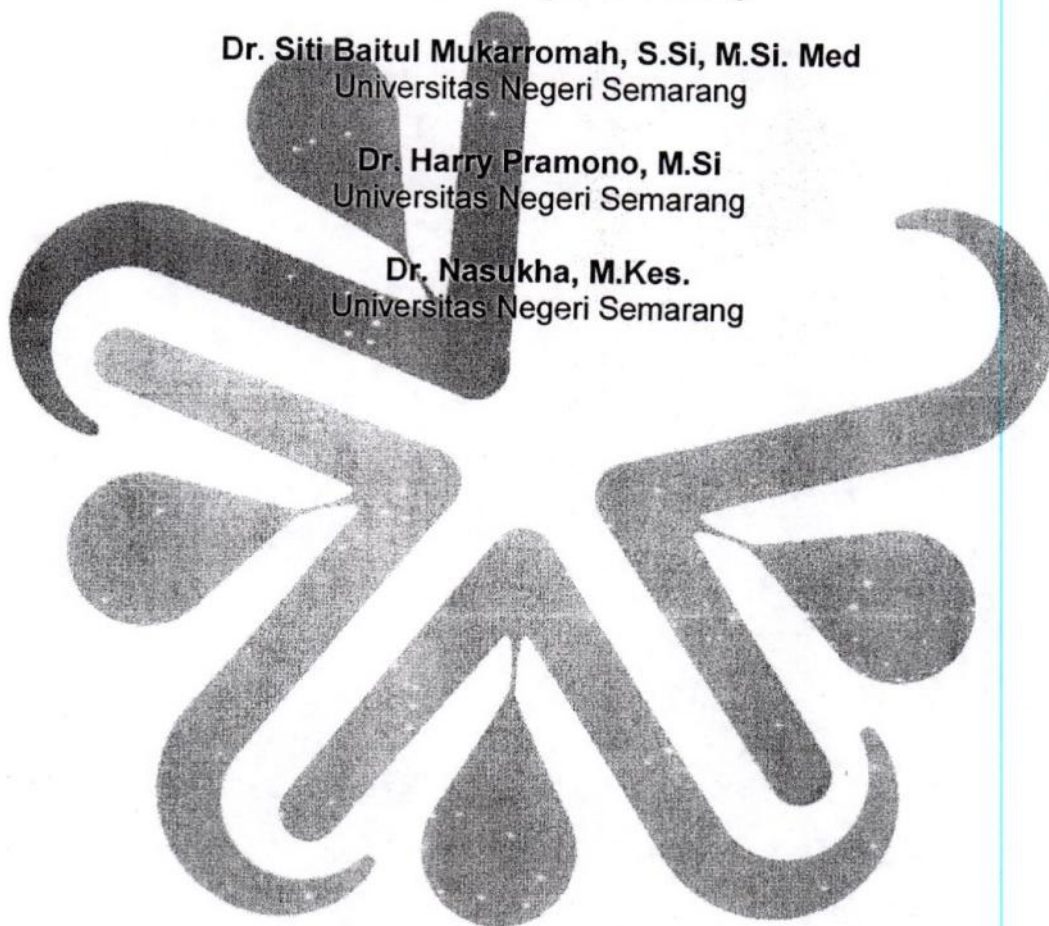 Dr. Siti Baitul Mukarromah, S.Si, M.Si. Med
Universitas Negeri Semarang
Dr. Harry Pramono, M.Si
Universitas Negeri Semarang
Dr. Nasukha, M.Kes.
Universitas Negeri Semarang